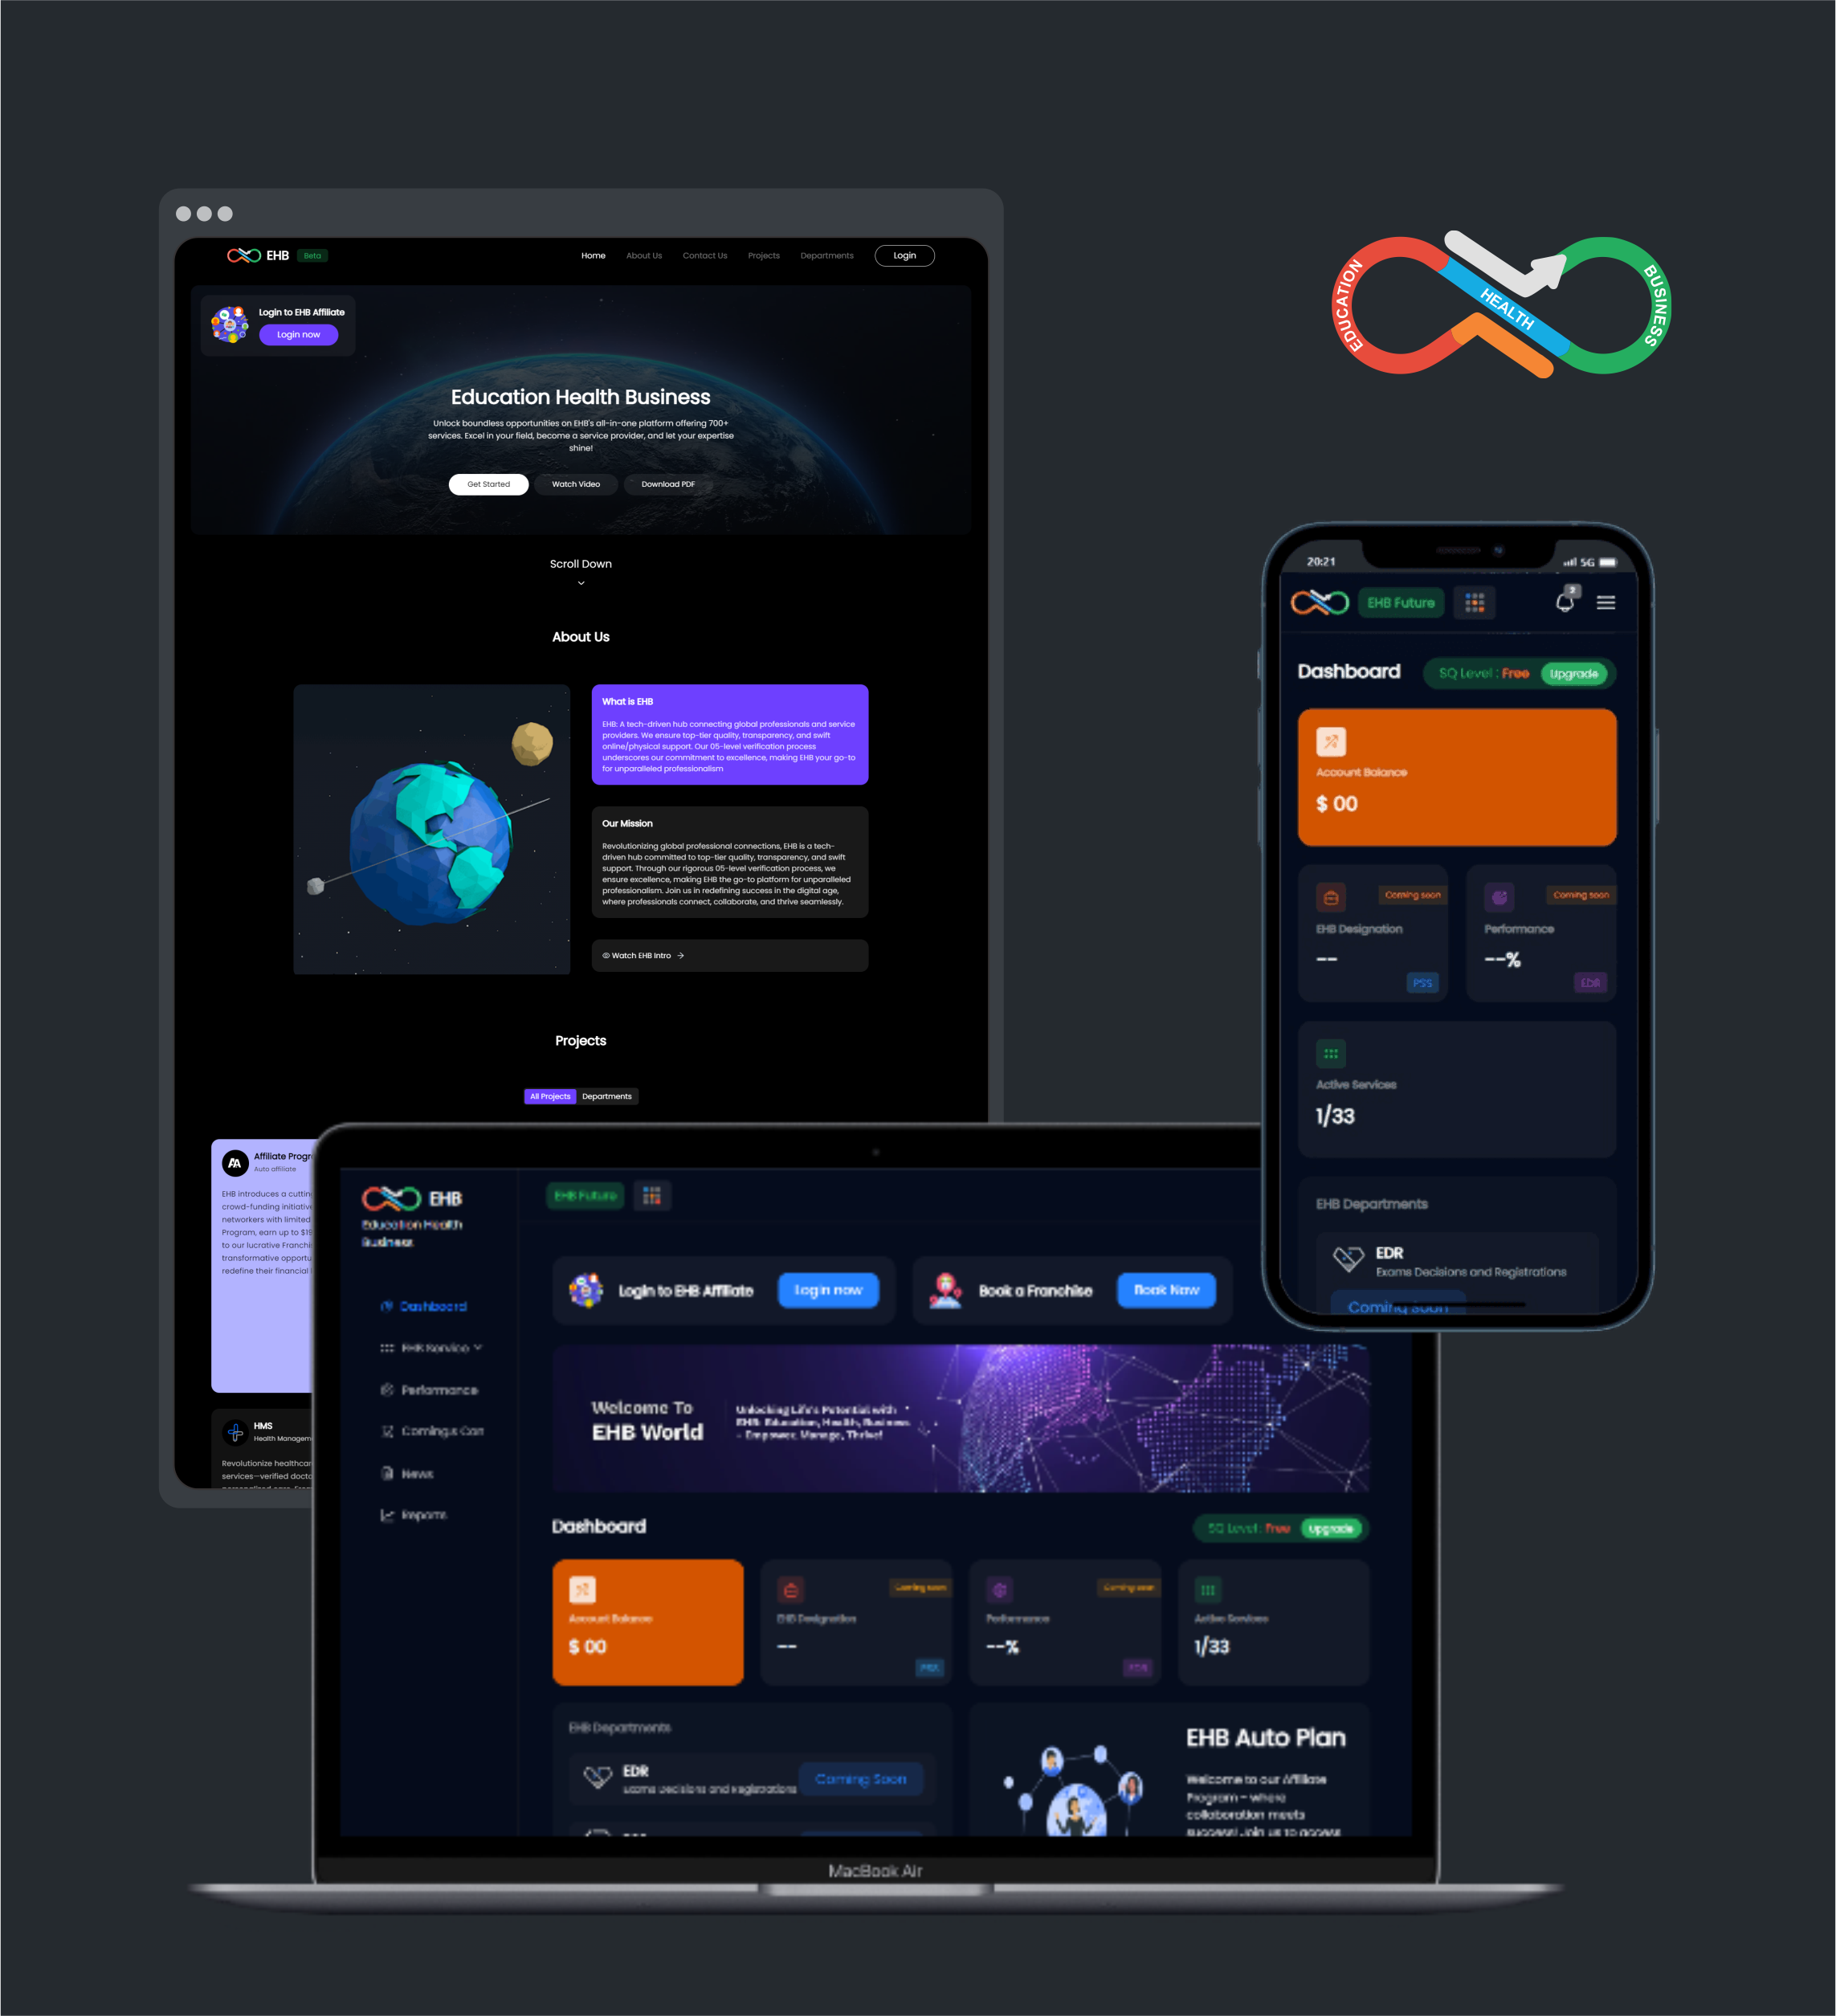 EHB
Beta
Home
About Us
Contact Us
Projects
Departments
Login
Login to EHB Affiliate
Login now
Education Health Business
Unlock boundless opportunities on EHB's all-in-one platform offering 700+
services. Excel in your field, become a service provider, and let your expertise
shine!
Get Started
Watch Video
Download PDF
Scroll Down
About Us
What is EHB
EHB: A tech-driven hub connecting global professionals and service
providers. We ensure top-tier quality, transparency, and swift
online/physical support. Our 05-level verification process
underscores our commitment to excellence, making EHB your go-to
for unparalleled professionalism
Our Mission
Revolutionizing global professional connections, EHB is a tech-
driven hub committed to top-tier quality, transparency, and swift
support. Through our rigorous 05-level verification process, we
ensure excellence, making EHB the go-to platform for unparalleled
professionalism. Join us in redefining success in the digital age,
where professionals connect, collaborate, and thrive seamlessly.
Watch EHB Intro
Projects
All Projects
Departments
Affiliate Progr
Auto affiliate
EHB introduces a cutting
crowd-funding initiative
networkers with limited
Program, earn up to $1
to our lucrative Franchi
transformative opportu
redefine their financial
HMS
Health Managem
Revolutionize healthcar
services—verified docto
EDUCATION
HEALTH
BUSINESS
20:21
5G
EHB Future
2
Dashboard
SQ Level : Free
Upgrade
Account Balance
$ 00
Coming soon
EHB Designation
--
PSS
Coming soon
Performance
--%
EDR
Active Services
1/33
EHB Departments
EDR
Exams Decisions and Registrations
Coming Soon
EHB
Education Health
Business
EHB Future
Dashboard
EHB Service
Performance
News
Reports
Login to EHB Affiliate
Login now
Book a Franchise
Book Now
Welcome To
EHB World
Unlocking Life's Potential with
EHB: Education, Health, Business
- Empower, Manage, Thrive!
Dashboard
SQ Level : Free
Upgrade
Account Balance
$ 00
Coming soon
EHB Designation
--
Coming soon
Performance
--%
Active Services
1/33
EHB Departments
EDR
Exams Decisions and Registrations
Coming Soon
EHB Auto Plan
Welcome to our Affiliate
Program - where
collaboration meets
success! Join us to access
MacBook Air